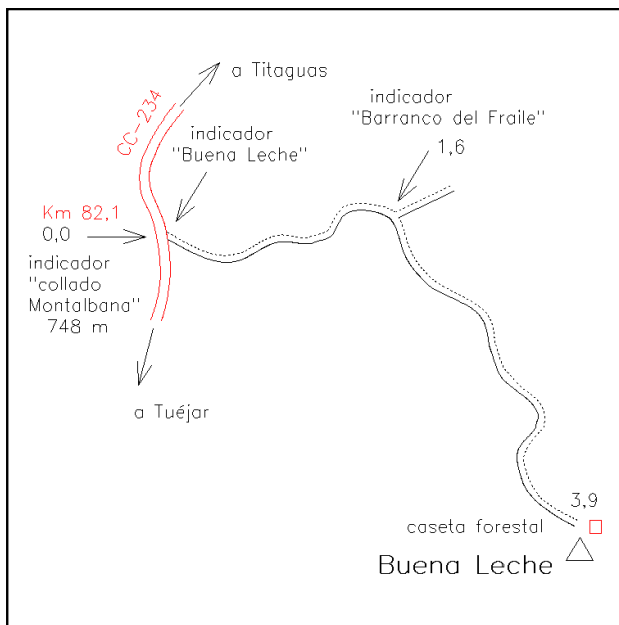 a Titaguas
CC-234
indicador
"Barranco del Fraile"
1,6
indicador
"Buena Leche"
Km 82,1
0,0
indicador
"collado
Montalbana"
748 m
a Tuéjar
3,9
caseta forestal
Buena Leche